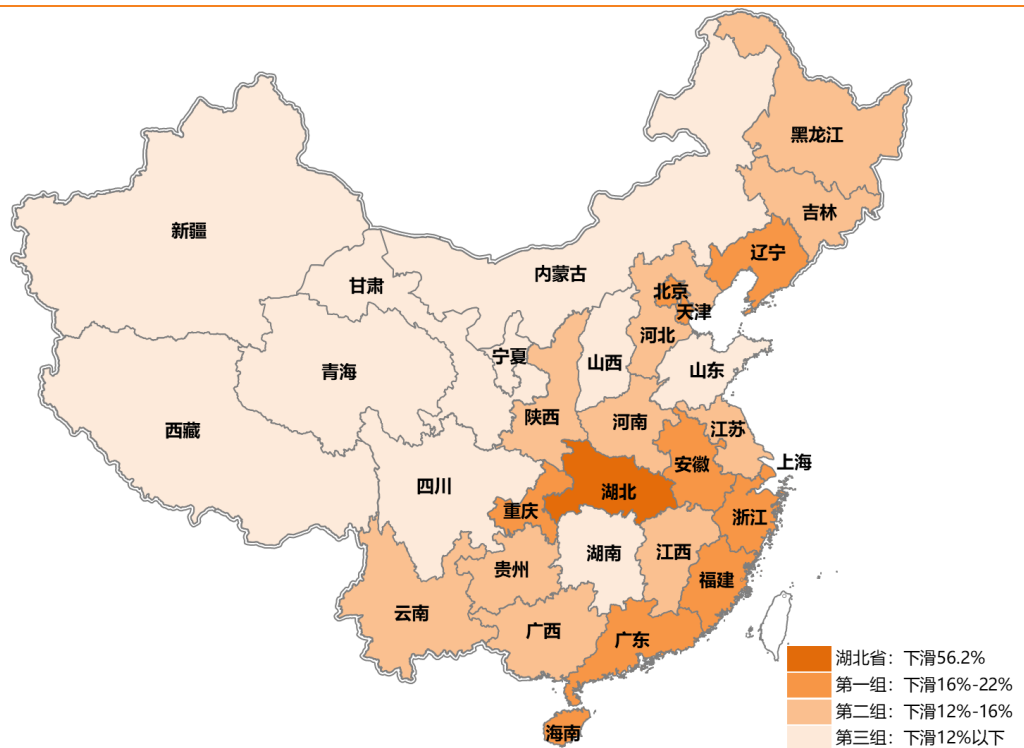 黑龙江
吉林
新疆
辽宁
内蒙古
甘肃
北京
天津
河北
宁夏
山西
山东
青海
陕西
河南
江苏
西藏
安徽
上海
四川
湖北
重庆
浙江
湖南
江西
贵州
福建
云南
广西
广东
海南
湖北省：下滑56.2%
第一组：下滑16%-22%
第二组：下滑12%-16%
第三组：下滑12%以下